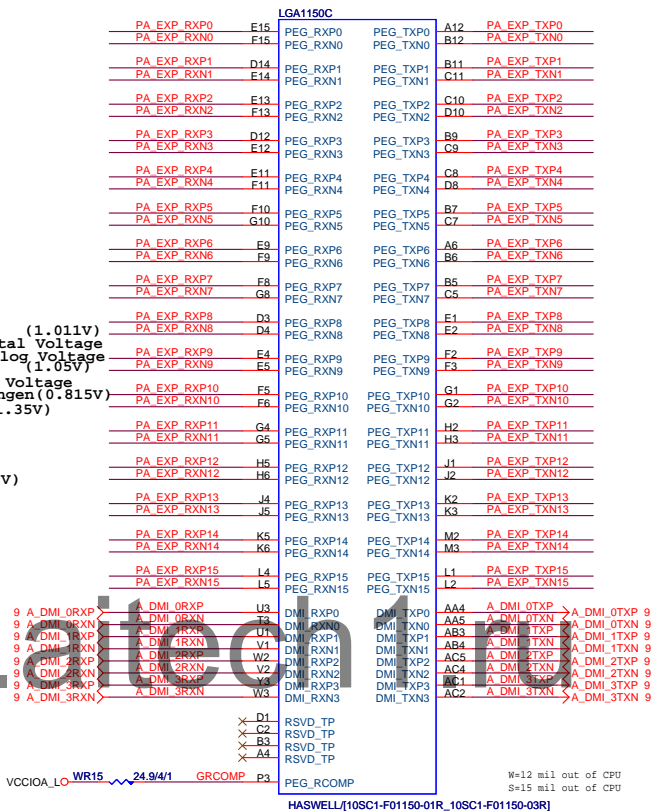 LGA1150C
PA_EXP_RXP0 E15 PEG_RXP0 PEG_TXP0 A12 PA_EXP_TXP0
PA_EXP_RXN0 F15 PEG_RXN0 PEG_TXN0 B12 PA_EXP_TXN0
PA_EXP_RXP1 D14 PEG_RXP1 PEG_TXP1 B11 PA_EXP_TXP1
PA_EXP_RXN1 E14 PEG_RXN1 PEG_TXN1 C11 PA_EXP_TXN1
PA_EXP_RXP2 E13 PEG_RXP2 PEG_TXP2 C10 PA_EXP_TXP2
PA_EXP_RXN2 F13 PEG_RXN2 PEG_TXN2 D10 PA_EXP_TXN2
PA_EXP_RXP3 D12 PEG_RXP3 PEG_TXP3 B9 PA_EXP_TXP3
PA_EXP_RXN3 E12 PEG_RXN3 PEG_TXN3 C9 PA_EXP_TXN3
PA_EXP_RXP4 E11 PEG_RXP4 PEG_TXP4 C8 PA_EXP_TXP4
PA_EXP_RXN4 F11 PEG_RXN4 PEG_TXN4 D8 PA_EXP_TXN4
PA_EXP_RXP5 F10 PEG_RXP5 PEG_TXP5 B7 PA_EXP_TXP5
PA_EXP_RXN5 G10 PEG_RXN5 PEG_TXN5 C7 PA_EXP_TXN5
PA_EXP_RXP6 E9 PEG_RXP6 PEG_TXP6 A6 PA_EXP_TXP6
PA_EXP_RXN6 F9 PEG_RXN6 PEG_TXN6 B6 PA_EXP_TXN6
PA_EXP_RXP7 F8 PEG_RXP7 PEG_TXP7 B5 PA_EXP_TXP7
PA_EXP_RXN7 G8 PEG_RXN7 PEG_TXN7 C5 PA_EXP_TXN7
PA_EXP_RXP8 D3 PEG_RXP8 PEG_TXP8 E1 PA_EXP_TXP8
(1.011V) PA_EXP_RXN8 D4 PEG_RXN8 PEG_TXN8 E2 PA_EXP_TXN8
tal Voltage
log Voltage PA_EXP_RXP9 E4 PEG_RXP9 PEG_TXP9 F2 PA_EXP_TXP9
(1.05V) PA_EXP_RXN9 E5 PEG_RXN9 PEG_TXN9 F3 PA_EXP_TXN9
Voltage
ngen(0.815V) PA_EXP_RXP10 F5 PEG_RXP10 PEG_TXP10 G1 PA_EXP_TXP10
.35V) PA_EXP_RXN10 F6 PEG_RXN10 PEG_TXN10 G2 PA_EXP_TXN10
PA_EXP_RXP11 G4 PEG_RXP11 PEG_TXP11 H2 PA_EXP_TXP11
PA_EXP_RXN11 G5 PEG_RXN11 PEG_TXN11 H3 PA_EXP_TXN11
PA_EXP_RXP12 H5 PEG_RXP12 PEG_TXP12 J1 PA_EXP_TXP12
V) PA_EXP_RXN12 H6 PEG_RXN12 PEG_TXN12 J2 PA_EXP_TXN12
PA_EXP_RXP13 J4 PEG_RXP13 PEG_TXP13 K2 PA_EXP_TXP13
PA_EXP_RXN13 J5 PEG_RXN13 PEG_TXN13 K3 PA_EXP_TXN13
PA_EXP_RXP14 K5 PEG_RXP14 PEG_TXP14 M2 PA_EXP_TXP14
PA_EXP_RXN14 K6 PEG_RXN14 PEG_TXN14 M3 PA_EXP_TXN14
PA_EXP_RXP15 L4 PEG_RXP15 PEG_TXP15 L1 PA_EXP_TXP15
PA_EXP_RXN15 L5 PEG_RXN15 PEG_TXN15 L2 PA_EXP_TXN15
9 A_DMI_0RXP A_DMI_0RXP U3 DMI_RXP0 DMI_TXP0 AA4 A_DMI_0TXP A_DMI_0TXP 9
9 A_DMI_0RXN A_DMI_0RXN T3 DMI_RXN0 DMI_TXN0 AA5 A_DMI_0TXN A_DMI_0TXN 9
9 A_DMI_1RXP A_DMI_1RXP U1 DMI_RXP1 DMI_TXP1 AB3 A_DMI_1TXP A_DMI_1TXP 9
9 A_DMI_1RXN A_DMI_1RXN V1 DMI_RXN1 DMI_TXN1 AB4 A_DMI_1TXN A_DMI_1TXN 9
9 A_DMI_2RXP A_DMI_2RXP W2 DMI_RXP2 DMI_TXP2 AC5 A_DMI_2TXP A_DMI_2TXP 9
9 A_DMI_2RXN A_DMI_2RXN V2 DMI_RXN2 DMI_TXN2 AC4 A_DMI_2TXN A_DMI_2TXN 9
9 A_DMI_3RXP A_DMI_3RXP Y3 DMI_RXP3 DMI_TXP3 AC1 A_DMI_3TXP A_DMI_3TXP 9
9 A_DMI_3RXN A_DMI_3RXN W3 DMI_RXN3 DMI_TXN3 AC2 A_DMI_3TXN A_DMI_3TXN 9
.aitech1.ru
D1 RSVD_TP
C2 RSVD_TP
B3 RSVD_TP
A4 RSVD_TP
VCCIOA_L WR15 24.9/4/1 GRCOMP P3 PEG_RCOMP
W=12 mil out of CPU
S=15 mil out of CPU
HASWELL/[10SC1-F01150-01R_10SC1-F01150-03R]